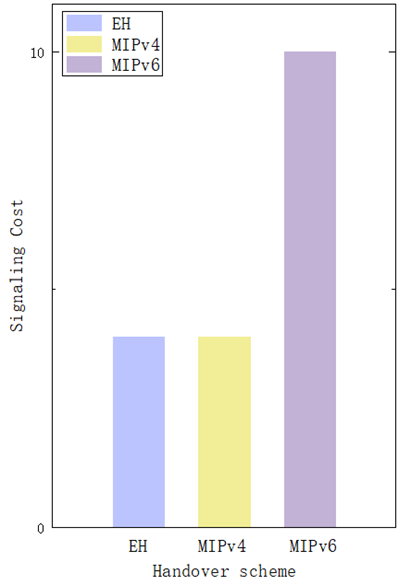 EH
MIPv4
MIPv6
10
Signaling Cost
0
EH MIPv4 MIPv6
Handover scheme